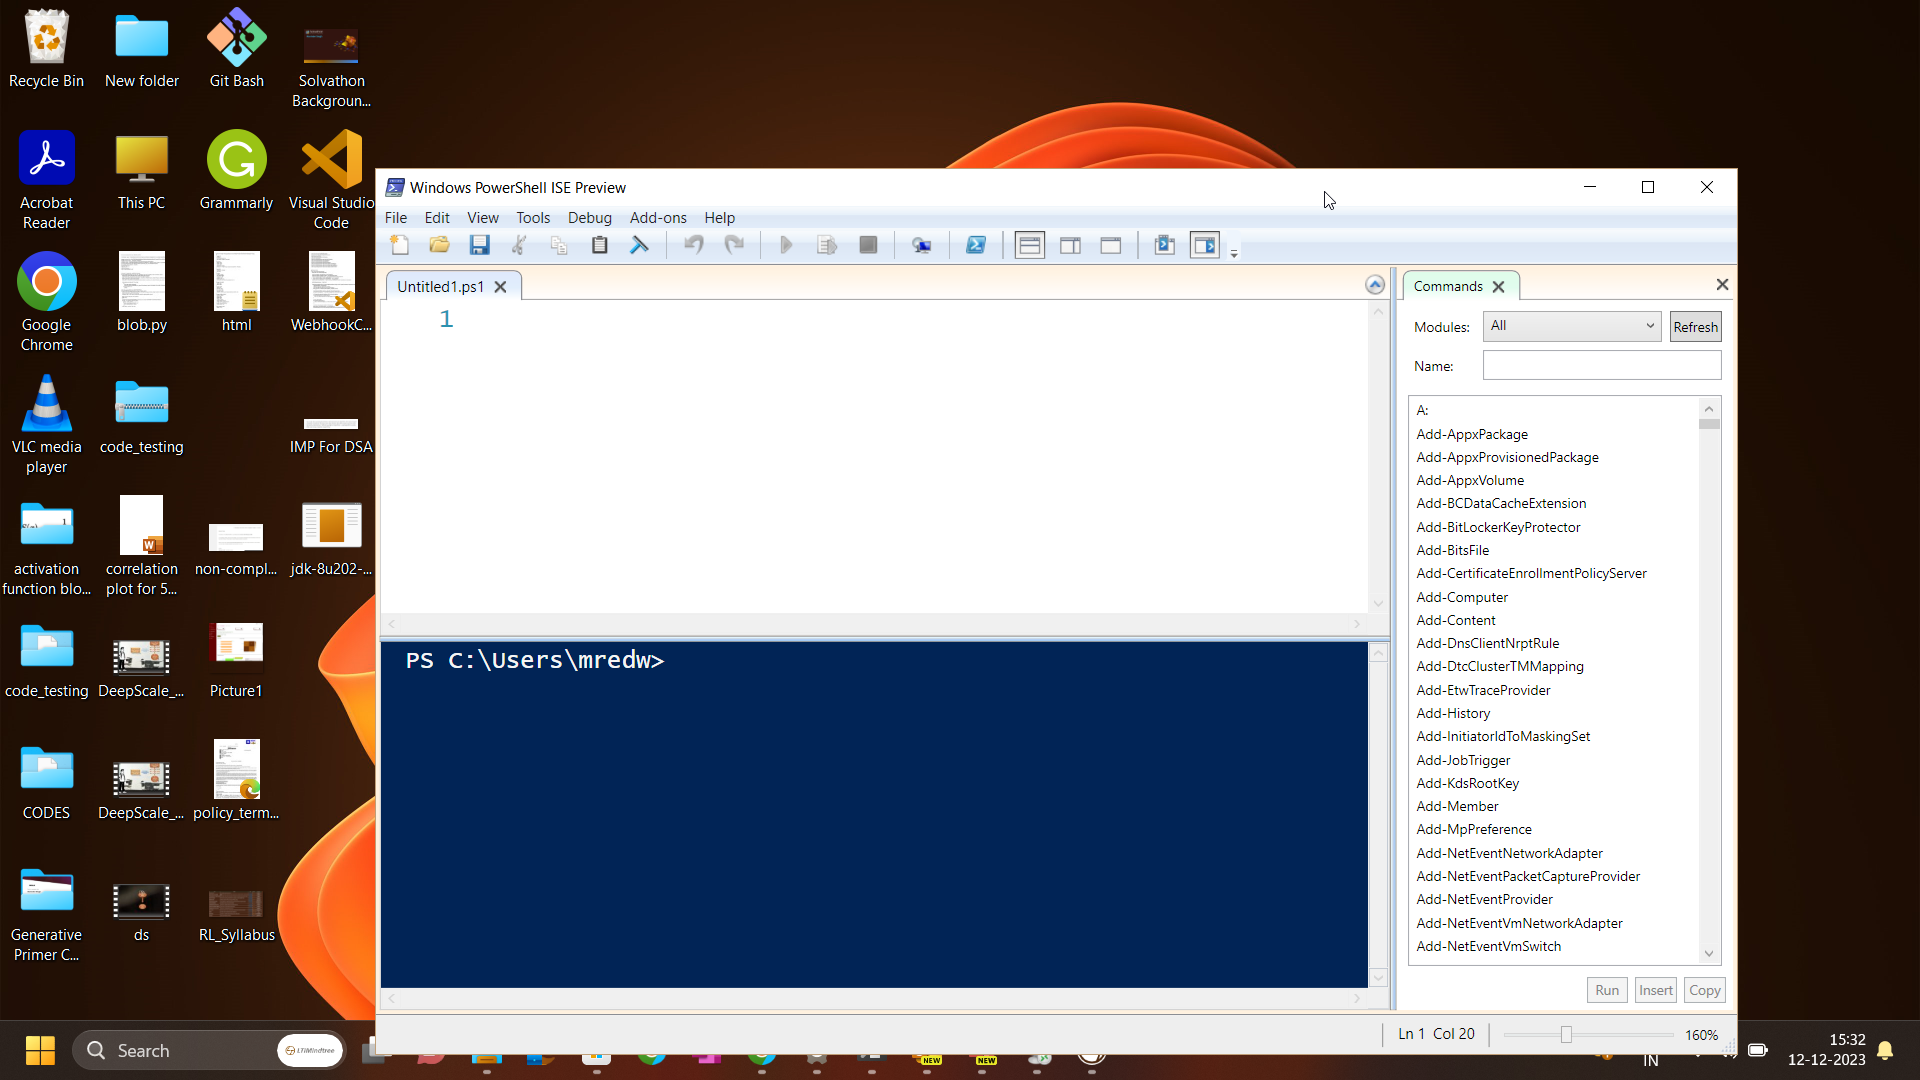 Recycle Bin
New folder
Git Bash
Solvathon
Backgroun...
Acrobat
Reader
This PC
Grammarly
Visual Studio
Code
Google
Chrome
blob.py
html
WebhookC...
VLC media
player
code_testing
IMP For DSA
activation
function blo...
correlation
plot for 5...
non-compl...
jdk-8u202-...
code_testing
DeepScale_...
Picture1
CODES
DeepScale_...
policy_term...
Generative
Primer C...
ds
RL_Syllabus
Windows PowerShell ISE Preview
File Edit View Tools Debug Add-ons Help
Untitled1.ps1
1
PS C:\Users\mredw>
Commands
Modules: All Refresh
Name:
A:
Add-AppxPackage
Add-AppxProvisionedPackage
Add-AppxVolume
Add-BCDataCacheExtension
Add-BitLockerKeyProtector
Add-BitsFile
Add-CertificateEnrollmentPolicyServer
Add-Computer
Add-Content
Add-DnsClientNrptRule
Add-DtcClusterTMMapping
Add-EtwTraceProvider
Add-History
Add-InitiatorIdToMaskingSet
Add-JobTrigger
Add-KdsRootKey
Add-Member
Add-MpPreference
Add-NetEventNetworkAdapter
Add-NetEventPacketCaptureProvider
Add-NetEventProvider
Add-NetEventVmNetworkAdapter
Add-NetEventVmSwitch
Run Insert Copy
Ln 1 Col 20 160%
Search
LTIMindtree
NEW
NEW
IN
15:32
12-12-2023